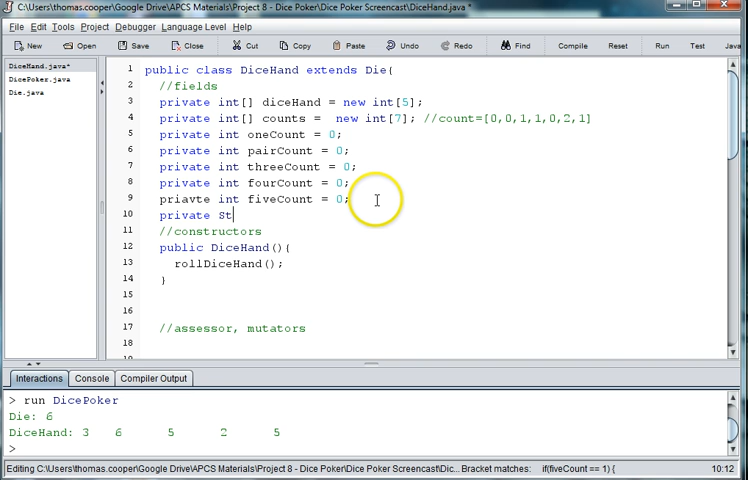 C:\Users\thomas.cooper\Google Drive\APCS Materials\Project 8 - Dice Poker\Dice Poker Screencast\DiceHand.java *
File Edit Tools Project Debugger Language Level Help
New Open Save Close Cut Copy Paste Undo Redo Find Compile Reset Run Test Java
DiceHand.java*
DicePoker.java
Die.java
1 public class DiceHand extends Die{
2 //fields
3 private int[] diceHand = new int[5];
4 private int[] counts = new int[7]; //count=[0,0,1,1,0,2,1]
5 private int oneCount = 0;
6 private int pairCount = 0;
7 private int threeCount = 0;
8 private int fourCount = 0;
9 priavte int fiveCount = 0;
10 private St
11 //constructors
12 public DiceHand(){
13 rollDiceHand();
14 }
15
16
17 //assessor, mutators
18
Interactions Console Compiler Output
> run DicePoker
Die: 6
DiceHand: 3 6 5 2 5
>
Editing C:\Users\thomas.cooper\Google Drive\APCS Materials\Project 8 - Dice Poker\Dice Poker Screencast\Dic... Bracket matches: if(fiveCount == 1) { 10:12